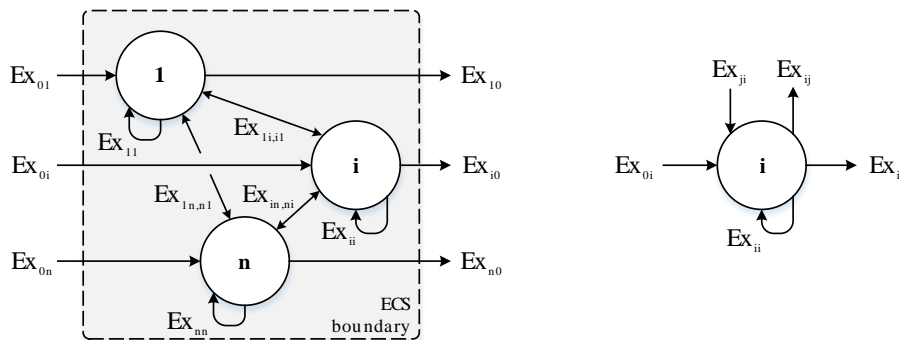 1
Ex01
Ex10
Ex11
Ex1i,i1
Ex0i
i
Exi0
Ex1n,n1
Exin,ni
Exii
Ex0n
n
Exn0
Exnn
ECS
boundary
Exji
Exij
Ex0i
i
Exi
Exii